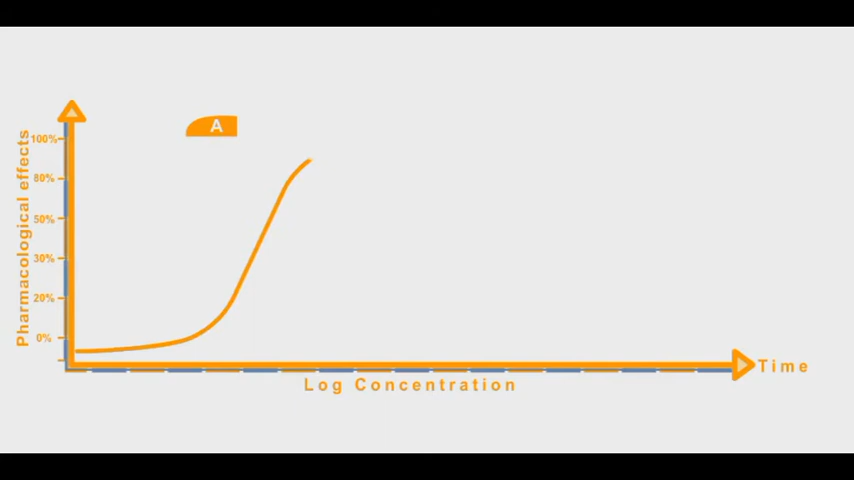 A
Pharmacological effects
100%
80%
50%
30%
20%
0%
Time
Log Concentration